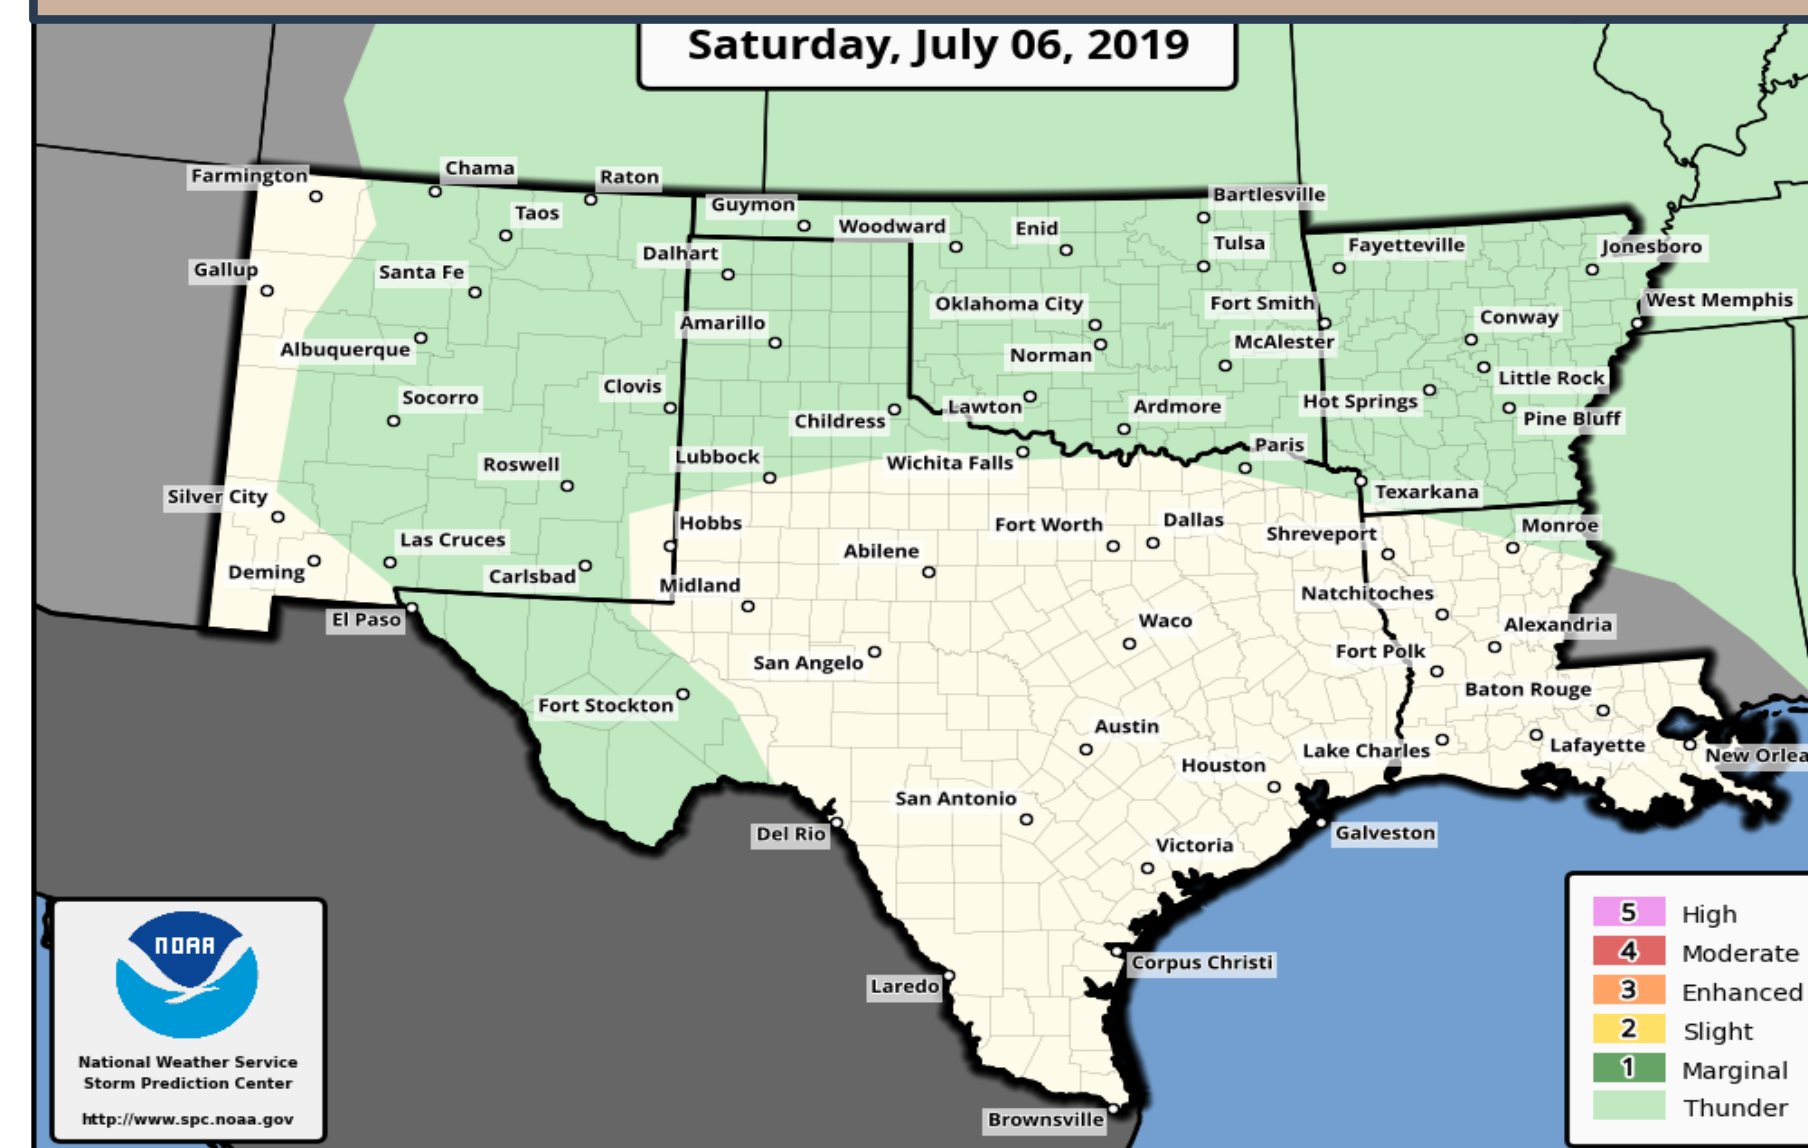 Saturday, July 06, 2019
Chama
Farmington
Raton
Bartlesville
Guymon
Taos
Woodward
Enid
Tulsa
Fayetteville
Jonesboro
Dalhart
Gallup
Santa Fe
West Memphis
Oklahoma City
Fort Smith
Conway
Amarillo
McAlester
Albuquerque
Norman
Little Rock
Clovis
Socorro
Hot Springs
Lawton
Ardmore
Childress
Pine Bluff
Paris
Lubbock
Wichita Falls
Roswell
Texarkana
Silver City
Dallas
Hobbs
Fort Worth
Monroe
Shreveport
Las Cruces
Abilene
Deming
Carlsbad
Midland
Natchitoches
El Paso
Waco
Alexandria
Fort Polk
San Angelo
Baton Rouge
Fort Stockton
Austin
Lafayette
Lake Charles
New Orlea
Houston
San Antonio
Del Rio
Galveston
Victoria
Corpus Christi
Laredo
Brownsville
NOAA
National Weather Service
Storm Prediction Center
http://www.spc.noaa.gov
5 High
4 Moderate
3 Enhanced
2 Slight
1 Marginal
Thunder